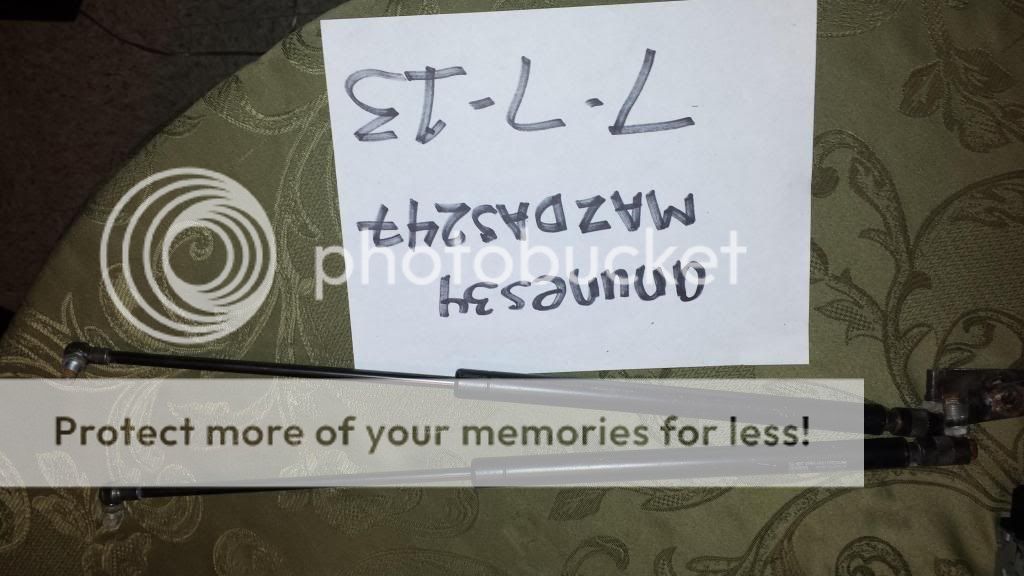 anunes34
MAZDAS247
7-7-13
photobucket
Protect more of your memories for less!